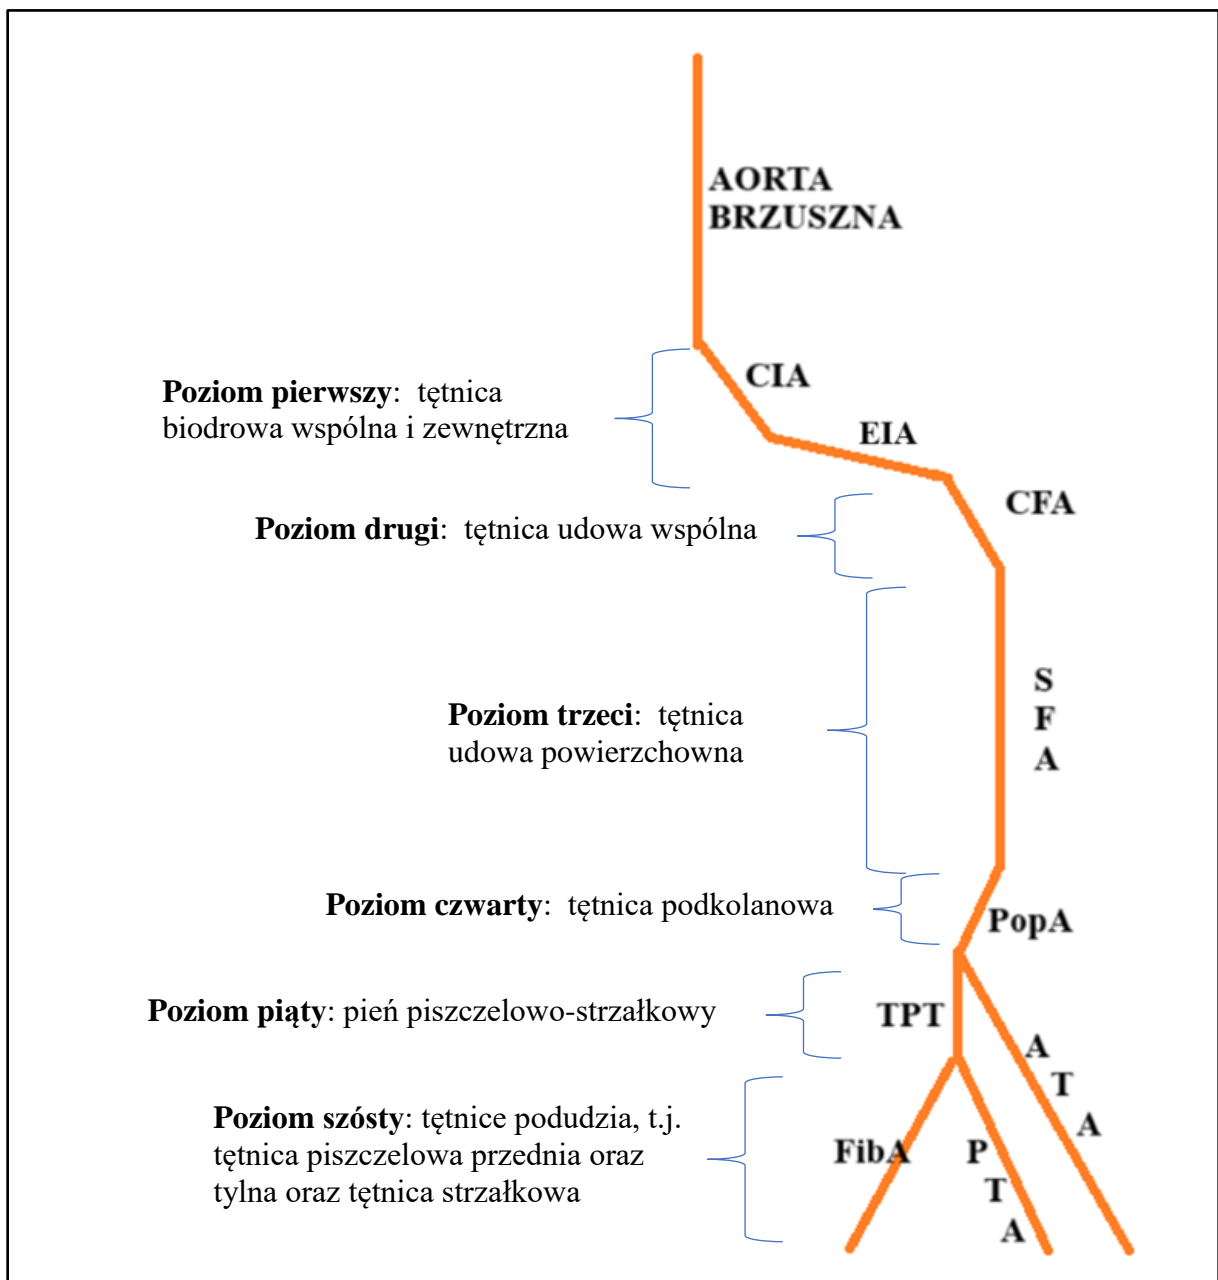 AORTA
BRZUSZNA
CIA
Poziom pierwszy: tętnica
biodrowa wspólna i zewnętrzna
EIA
CFA
Poziom drugi: tętnica udowa wspólna
S
F
A
Poziom trzeci: tętnica
udowa powierzchowna
Poziom czwarty: tętnica podkolanowa
PopA
Poziom piąty: pień piszczelowo-strzałkowy
TPT
A
T
A
Poziom szósty: tętnice podudzia, t.j.
tętnica piszczelowa przednia oraz
tylna oraz tętnica strzałkowa
FibA
P
T
A